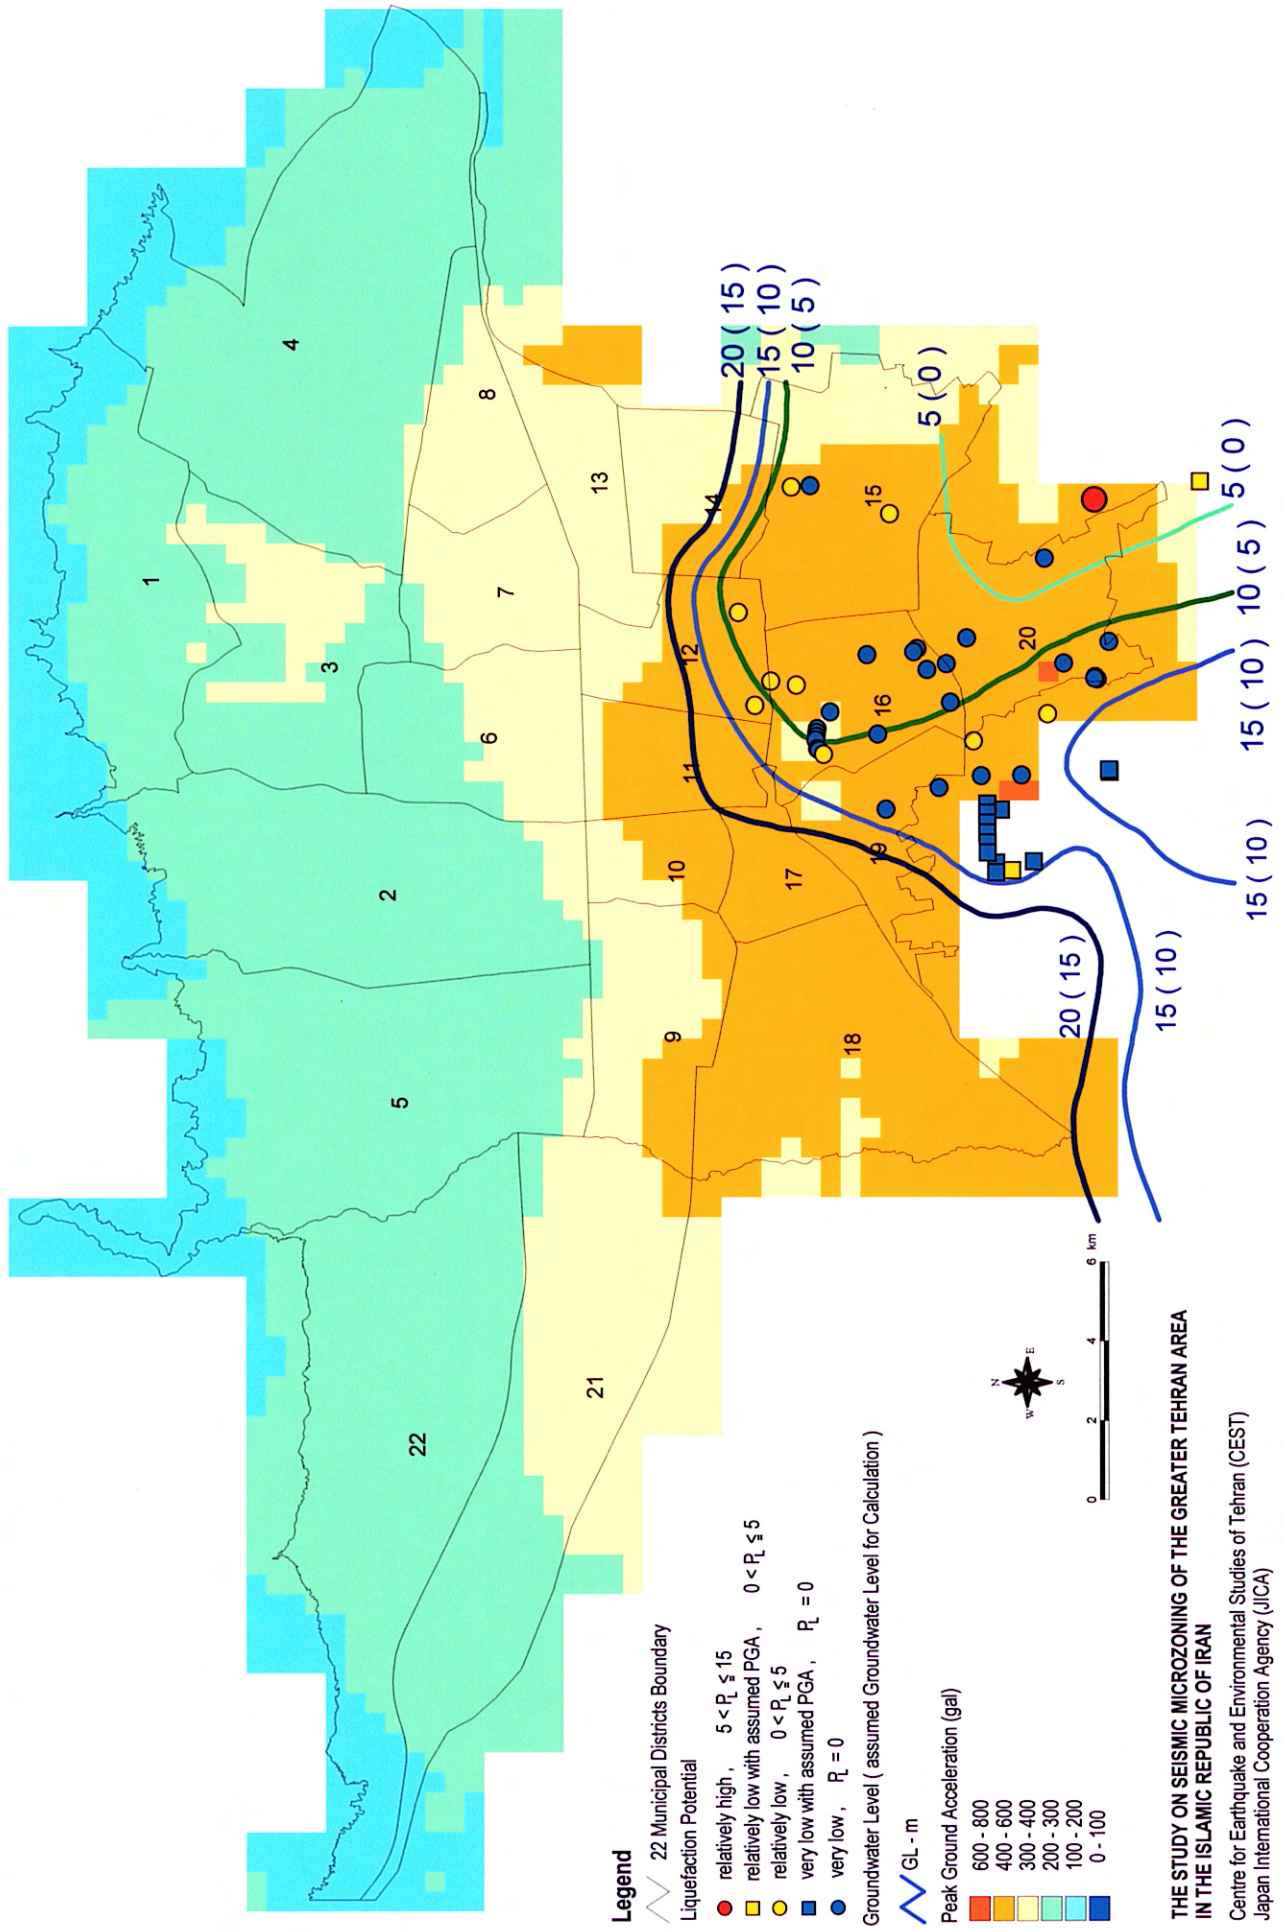 1
2
3
4
5
6
7
8
9
10
11
12
13
14
15
16
17
18
19
20
21
22
20 ( 15 )
15 ( 10 )
10 ( 5 )
5 ( 0 )
5 ( 0 )
10 ( 5 )
15 ( 10 )
15 ( 10 )
20 ( 15 )
15 ( 10 )
N
W E
S
0 2 4 6 km
Legend
22 Municipal Districts Boundary
Liquefaction Potential
relatively high , 5 < PL ≦ 15
relatively low with assumed PGA , 0 < PL ≦ 5
relatively low , 0 < PL ≦ 5
very low with assumed PGA , PL = 0
very low , PL = 0
Groundwater Level ( assumed Groundwater Level for Calculation )
GL - m
Peak Ground Acceleration (gal)
600 - 800
400 - 600
300 - 400
200 - 300
100 - 200
0 - 100
THE STUDY ON SEISMIC MICROZONING OF THE GREATER TEHRAN AREA
IN THE ISLAMIC REPUBLIC OF IRAN
Centre for Earthquake and Environmental Studies of Tehran (CEST)
Japan International Cooperation Agency (JICA)